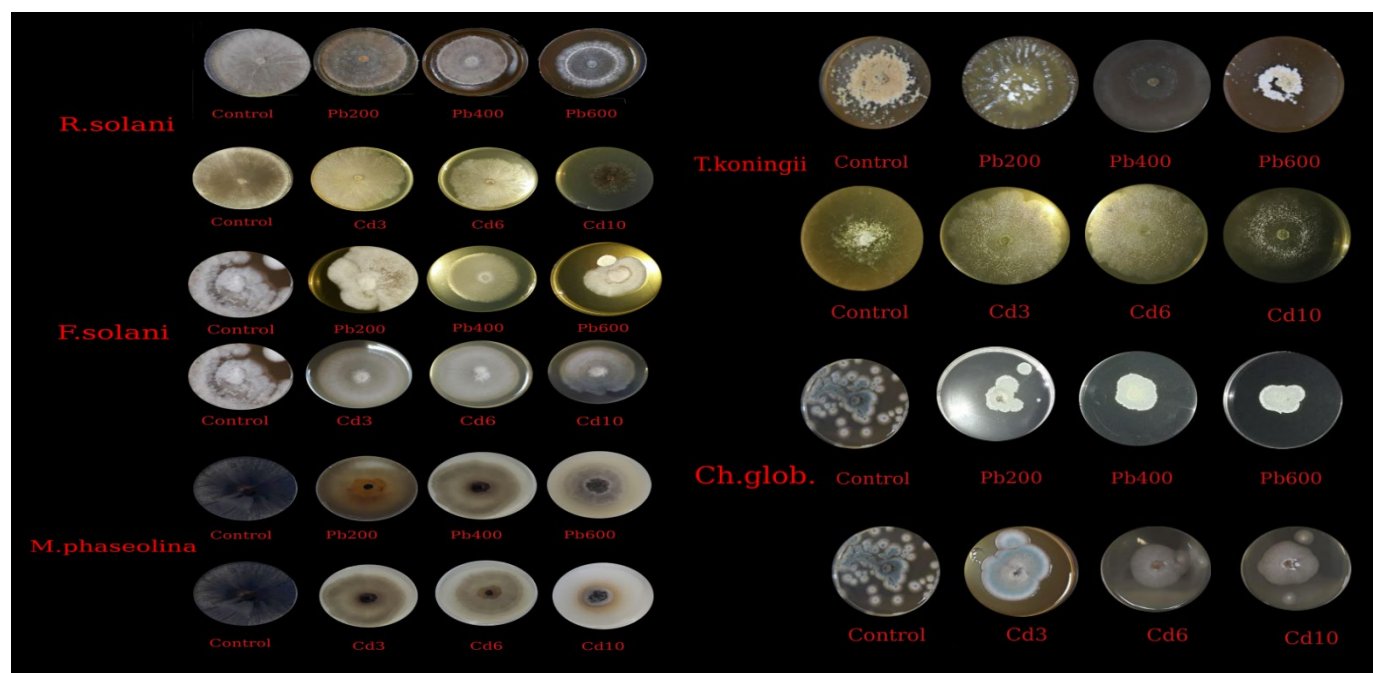 Control Pb200 Pb400 Pb600
R.solani
Control Cd3 Cd6 Cd10
Control Pb200 Pb400 Pb600
F.solani
Control Cd3 Cd6 Cd10
Control Pb200 Pb400 Pb600
M.phaseolina
Control Cd3 Cd6 Cd10
T.koningii Control Pb200 Pb400 Pb600
Control Cd3 Cd6 Cd10
Ch.glob. Control Pb200 Pb400 Pb600
Control Cd3 Cd6 Cd10